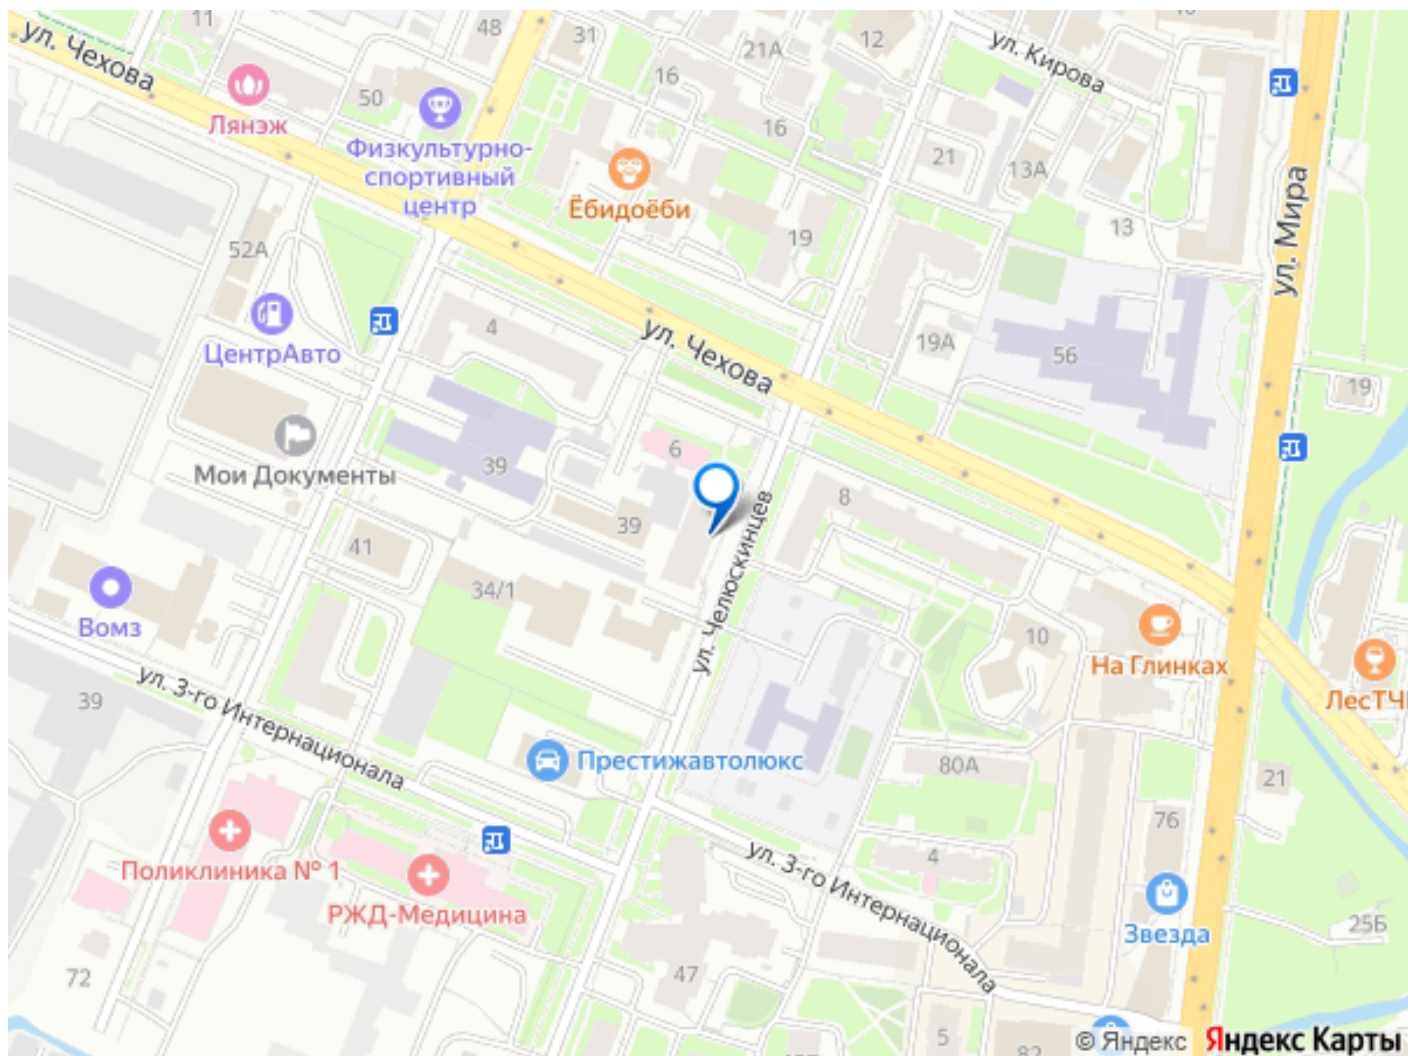 11
48
31
21А
12
ул. Кирова
ул. Чехова
Лянэж
50
Физкультурно-
спортивный
центр
16
16
21
13А
Ёбидоёби
19
13
ул. Мира
52А
ЦентрАвто
4
ул. Чехова
19А
56
19
Мои Документы
39
6
39
8
41
ул. Челюскинцев
34/1
Вомз
10
На Глинках
ЛесТЧ
39
ул. 3-го Интернационала
Престижавтолюкс
80А
21
76
Поликлиника № 1
РЖД-Медицина
ул. 3-го Интернационала
4
Звезда
25Б
72
47
5
82
© Яндекс Яндекс Карты